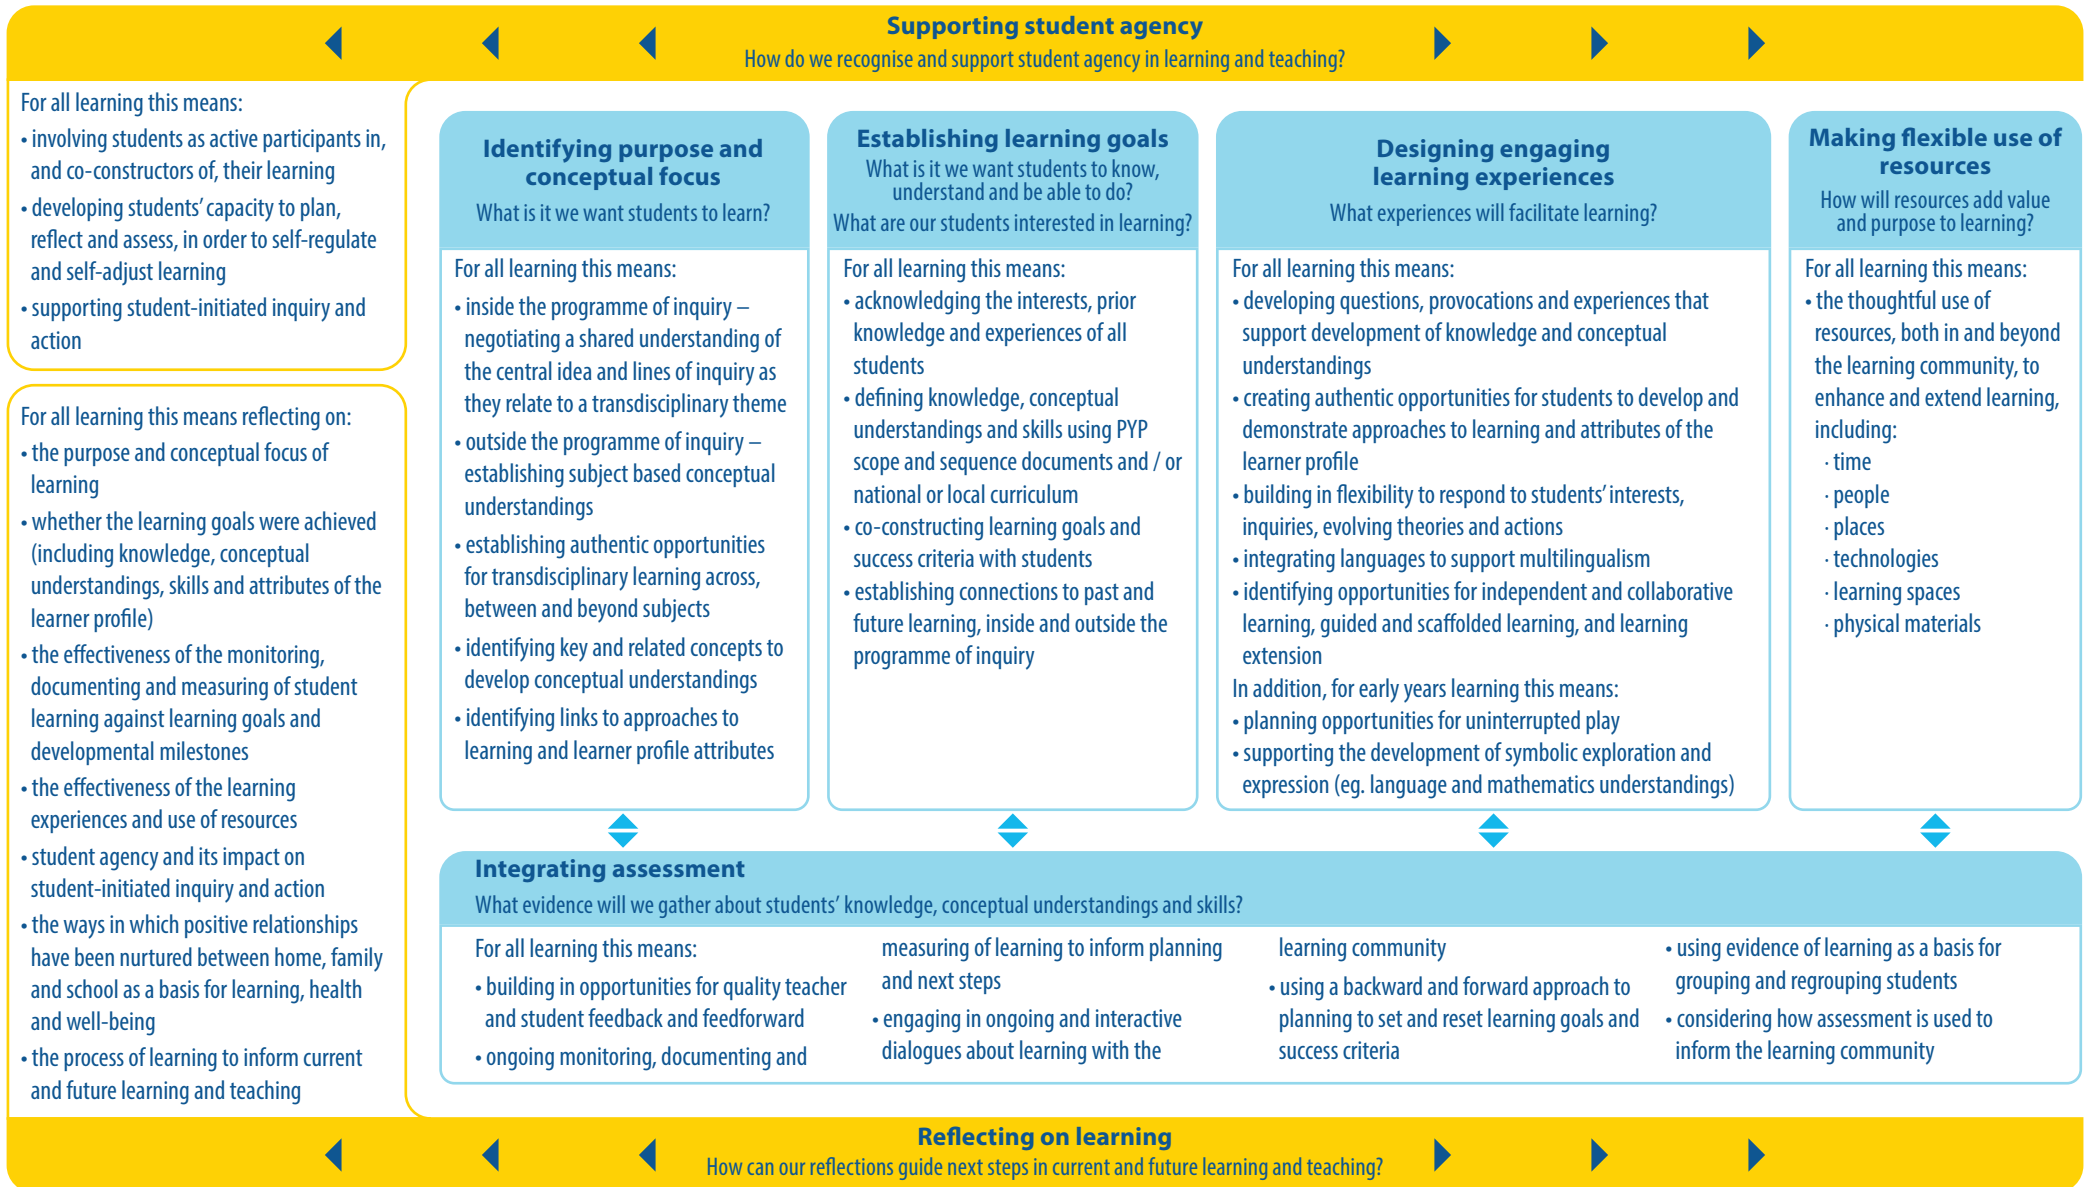 Supporting student agency
How do we recognise and support student agency in learning and teaching?
For all learning this means:
• involving students as active participants in,
and co-constructors of, their learning
• developing students' capacity to plan,
reflect and assess, in order to self-regulate
and self-adjust learning
• supporting student-initiated inquiry and
action
For all learning this means reflecting on:
• the purpose and conceptual focus of
learning
• whether the learning goals were achieved
(including knowledge, conceptual
understandings, skills and attributes of the
learner profile)
• the effectiveness of the monitoring,
documenting and measuring of student
learning against learning goals and
developmental milestones
• the effectiveness of the learning
experiences and use of resources
• student agency and its impact on
student-initiated inquiry and action
• the ways in which positive relationships
have been nurtured between home, family
and school as a basis for learning, health
and well-being
• the process of learning to inform current
and future learning and teaching
Identifying purpose and
conceptual focus
What is it we want students to learn?
For all learning this means:
• inside the programme of inquiry –
negotiating a shared understanding of
the central idea and lines of inquiry as
they relate to a transdisciplinary theme
• outside the programme of inquiry –
establishing subject based conceptual
understandings
• establishing authentic opportunities
for transdisciplinary learning across,
between and beyond subjects
• identifying key and related concepts to
develop conceptual understandings
• identifying links to approaches to
learning and learner profile attributes
Establishing learning goals
What is it we want students to know,
understand and be able to do?
What are our students interested in learning?
For all learning this means:
• acknowledging the interests, prior
knowledge and experiences of all
students
• defining knowledge, conceptual
understandings and skills using PYP
scope and sequence documents and / or
national or local curriculum
• co-constructing learning goals and
success criteria with students
• establishing connections to past and
future learning, inside and outside the
programme of inquiry
Designing engaging
learning experiences
What experiences will facilitate learning?
For all learning this means:
• developing questions, provocations and experiences that
support development of knowledge and conceptual
understandings
• creating authentic opportunities for students to develop and
demonstrate approaches to learning and attributes of the
learner profile
• building in flexibility to respond to students' interests,
inquiries, evolving theories and actions
• integrating languages to support multilingualism
• identifying opportunities for independent and collaborative
learning, guided and scaffolded learning, and learning
extension
In addition, for early years learning this means:
• planning opportunities for uninterrupted play
• supporting the development of symbolic exploration and
expression (eg. language and mathematics understandings)
Making flexible use of
resources
How will resources add value
and purpose to learning?
For all learning this means:
• the thoughtful use of
resources, both in and beyond
the learning community, to
enhance and extend learning,
including:
· time
· people
· places
· technologies
· learning spaces
· physical materials
Integrating assessment
What evidence will we gather about students' knowledge, conceptual understandings and skills?
For all learning this means:
• building in opportunities for quality teacher
and student feedback and feedforward
• ongoing monitoring, documenting and
measuring of learning to inform planning
and next steps
• engaging in ongoing and interactive
dialogues about learning with the
learning community
• using a backward and forward approach to
planning to set and reset learning goals and
success criteria
• using evidence of learning as a basis for
grouping and regrouping students
• considering how assessment is used to
inform the learning community
Reflecting on learning
How can our reflections guide next steps in current and future learning and teaching?